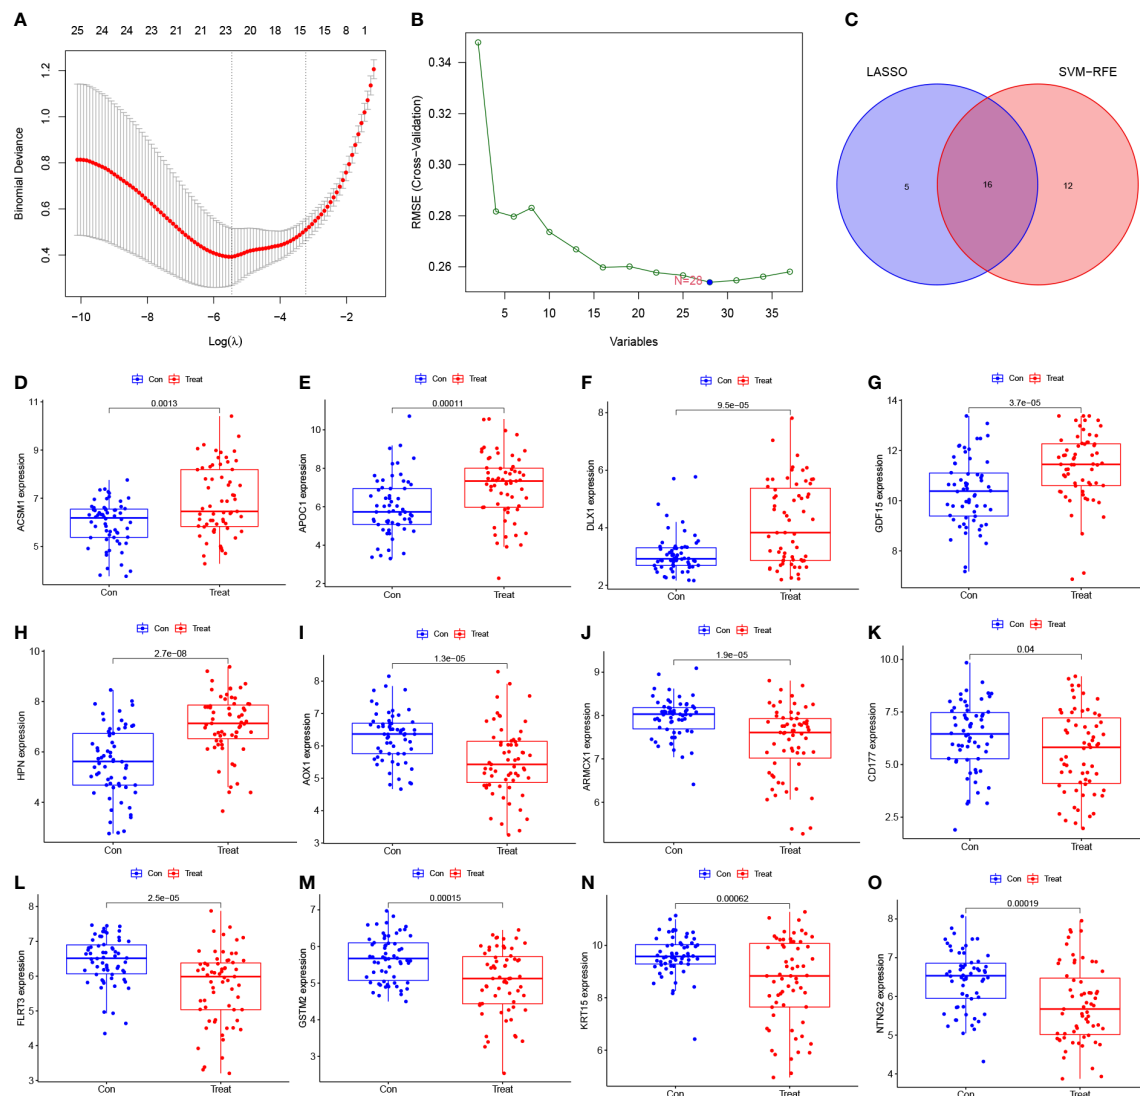 A
25 24 24 23 21 21 23 20 18 15 15 8 1
Binomial Deviance
1.2
1.0
0.8
0.6
0.4
−10 −8 −6 −4 −2
Log(λ)
B
RMSE (Cross−Validation)
0.34
0.32
0.30
0.28
0.26
N=28
5 10 15 20 25 30 35
Variables
C
LASSO
SVM−RFE
5
16
12
D
Con Treat
0.0013
ACSM1 expression
11
9
7
5
Con Treat
E
Con Treat
0.00011
APOC1 expression
10
8
6
4
2
Con Treat
F
Con Treat
9.5e−05
DLX1 expression
8
6
4
2
Con Treat
G
Con Treat
3.7e−05
GDF15 expression
14
12
10
8
Con Treat
H
Con Treat
2.7e−08
HPN expression
10
8
6
4
Con Treat
I
Con Treat
1.3e−05
AOX1 expression
9
8
7
6
5
4
3
Con Treat
J
Con Treat
1.9e−05
ARMCX1 expression
9
8
7
6
Con Treat
K
Con Treat
0.04
CD177 expression
10.0
7.5
5.0
2.5
Con Treat
L
Con Treat
2.5e−05
FLRT3 expression
8
7
6
5
4
3
Con Treat
M
Con Treat
0.00015
GSTM2 expression
7
6
5
4
3
Con Treat
N
Con Treat
0.00062
KRT15 expression
10
8
6
Con Treat
O
Con Treat
0.00019
NTNG2 expression
8
7
6
5
4
Con Treat